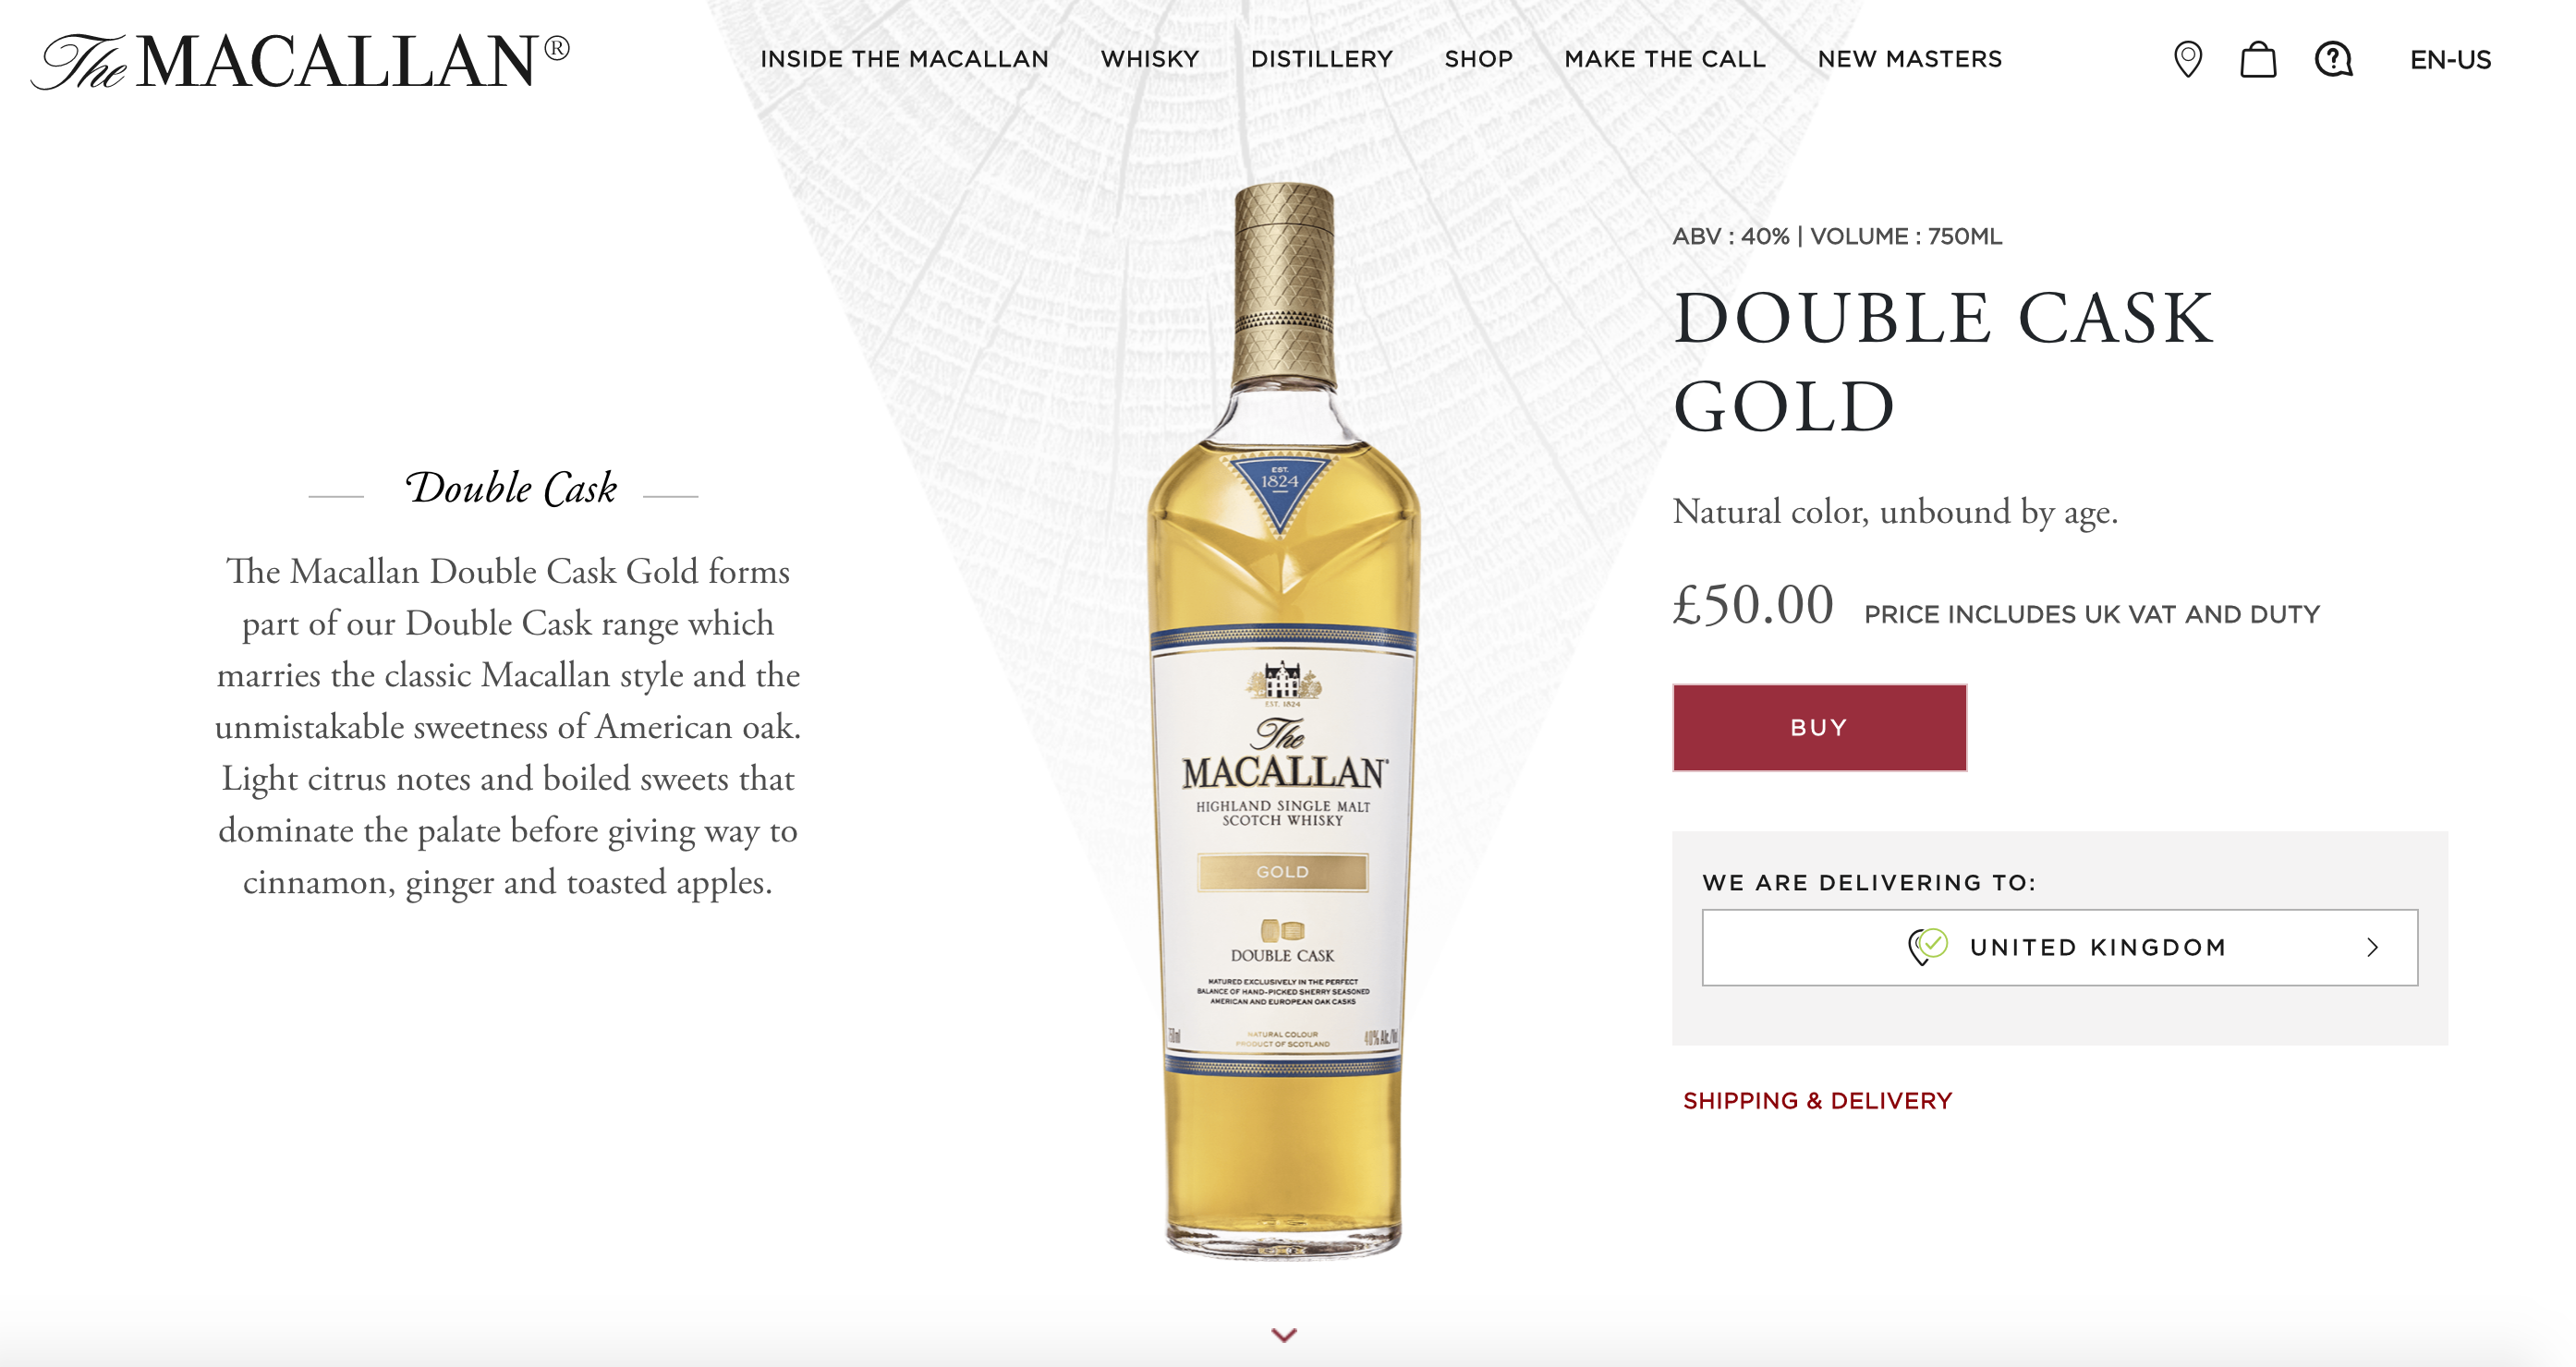 The MACALLAN®
INSIDE THE MACALLAN WHISKY DISTILLERY SHOP MAKE THE CALL NEW MASTERS EN-US
Double Cask
The Macallan Double Cask Gold forms
part of our Double Cask range which
marries the classic Macallan style and the
unmistakable sweetness of American oak.
Light citrus notes and boiled sweets that
dominate the palate before giving way to
cinnamon, ginger and toasted apples.
EST.
1824
EST. 1824
The
MACALLAN®
HIGHLAND SINGLE MALT
SCOTCH WHISKY
GOLD
DOUBLE CASK
MATURED EXCLUSIVELY IN THE PERFECT
BALANCE OF HAND-PICKED SHERRY SEASONED
AMERICAN AND EUROPEAN OAK CASKS
750ml
NATURAL COLOUR
PRODUCT OF SCOTLAND
40% Alc./Vol
ABV : 40% | VOLUME : 750ML
DOUBLE CASK
GOLD
Natural color, unbound by age.
£50.00 PRICE INCLUDES UK VAT AND DUTY
BUY
WE ARE DELIVERING TO:
UNITED KINGDOM
SHIPPING & DELIVERY